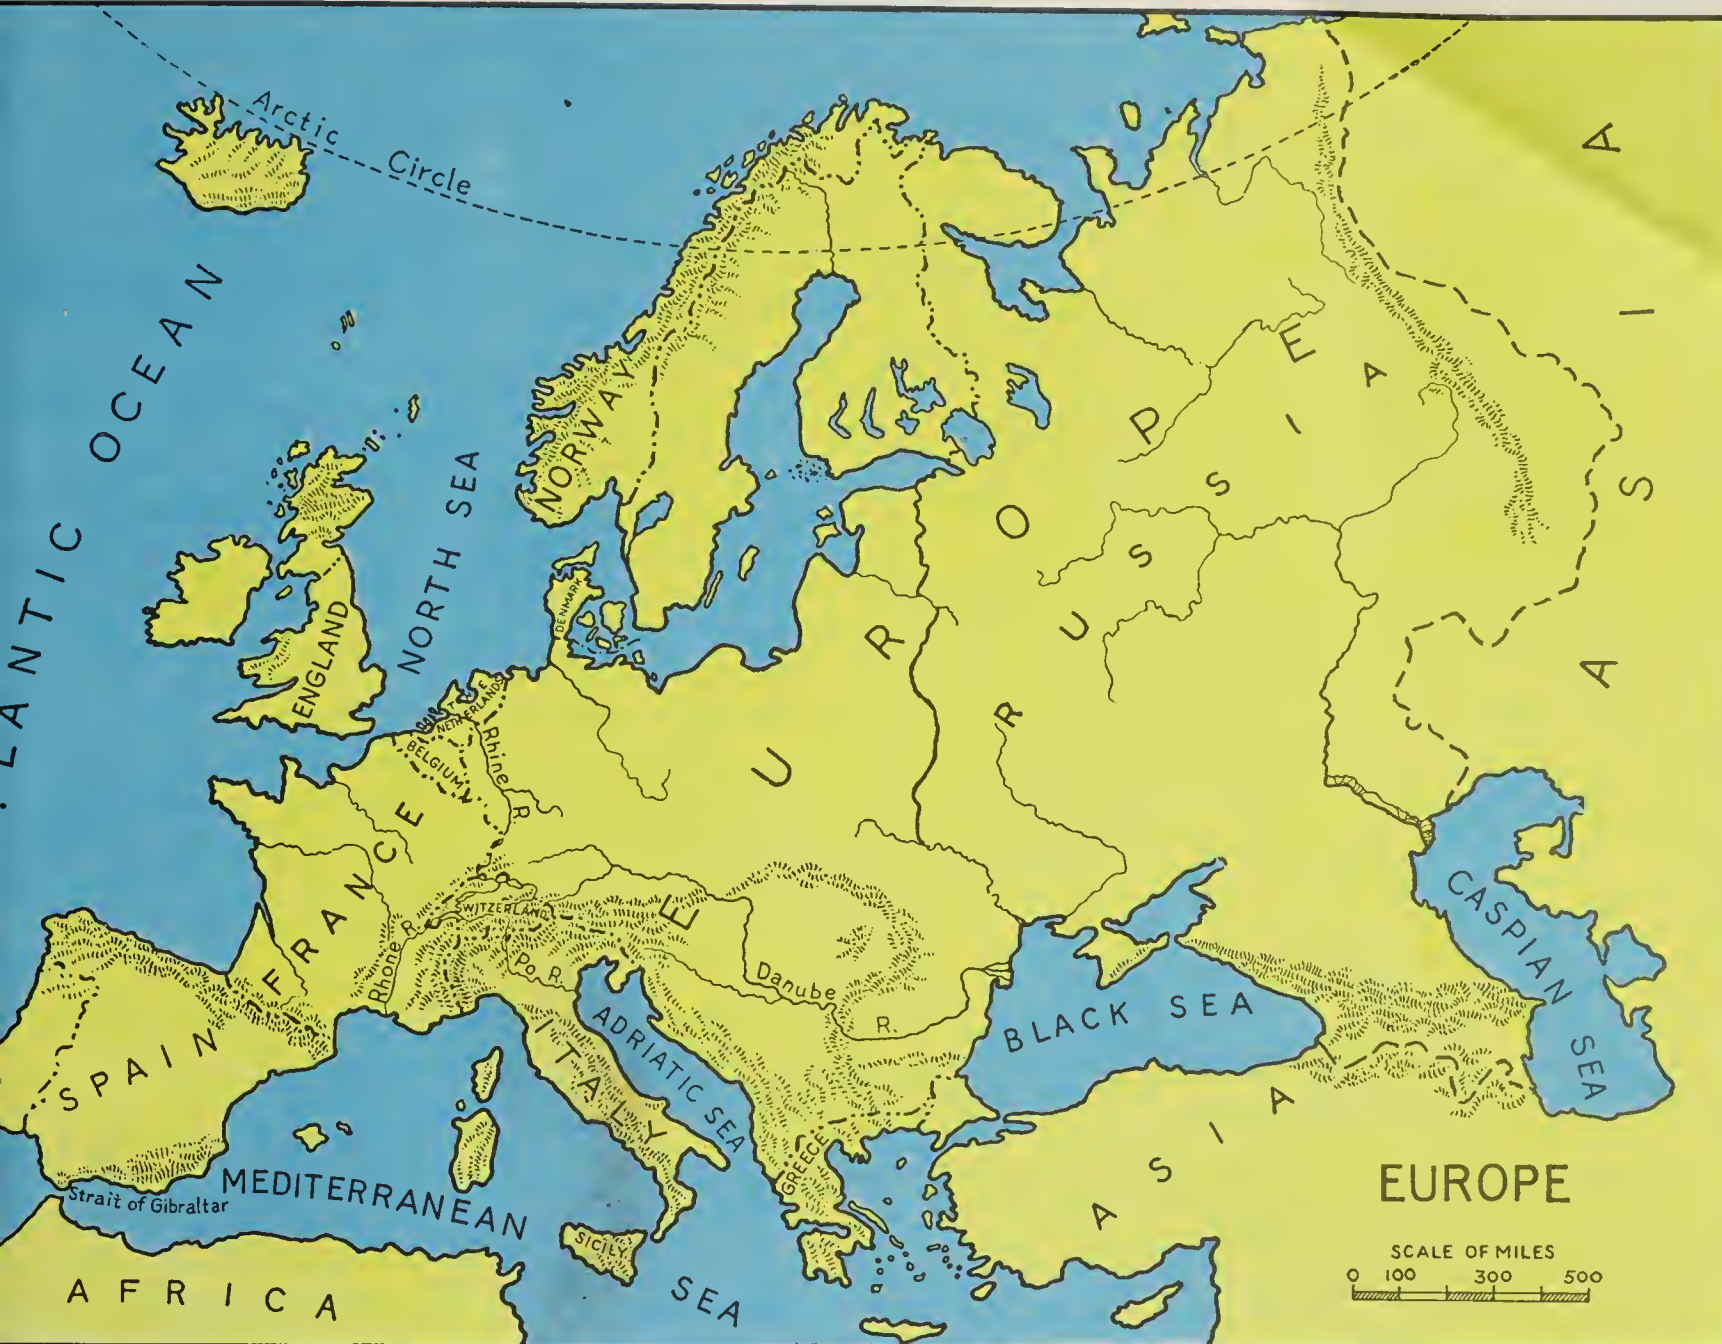 Arctic
Circle
LANTIC OCEAN
NORTH SEA
NORWAY
DENMARK
ENGLAND
THE
NETHERLANDS
BELGIUM
Rhine R.
FRANCE
SWITZERLAND
Rhone R.
Po R.
Danube
R.
EUROPE
RUSSIA
ASIA
SPAIN
ITALY
ADRIATIC SEA
BLACK SEA
CASPIAN SEA
GREECE
ASIA
Strait of Gibraltar
MEDITERRANEAN
SEA
SICILY
AFRICA
EUROPE
SCALE OF MILES
0 100 300 500